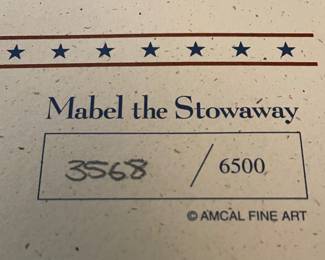 Mabel the Stowaway
3568 / 6500
© AMCAL FINE ART